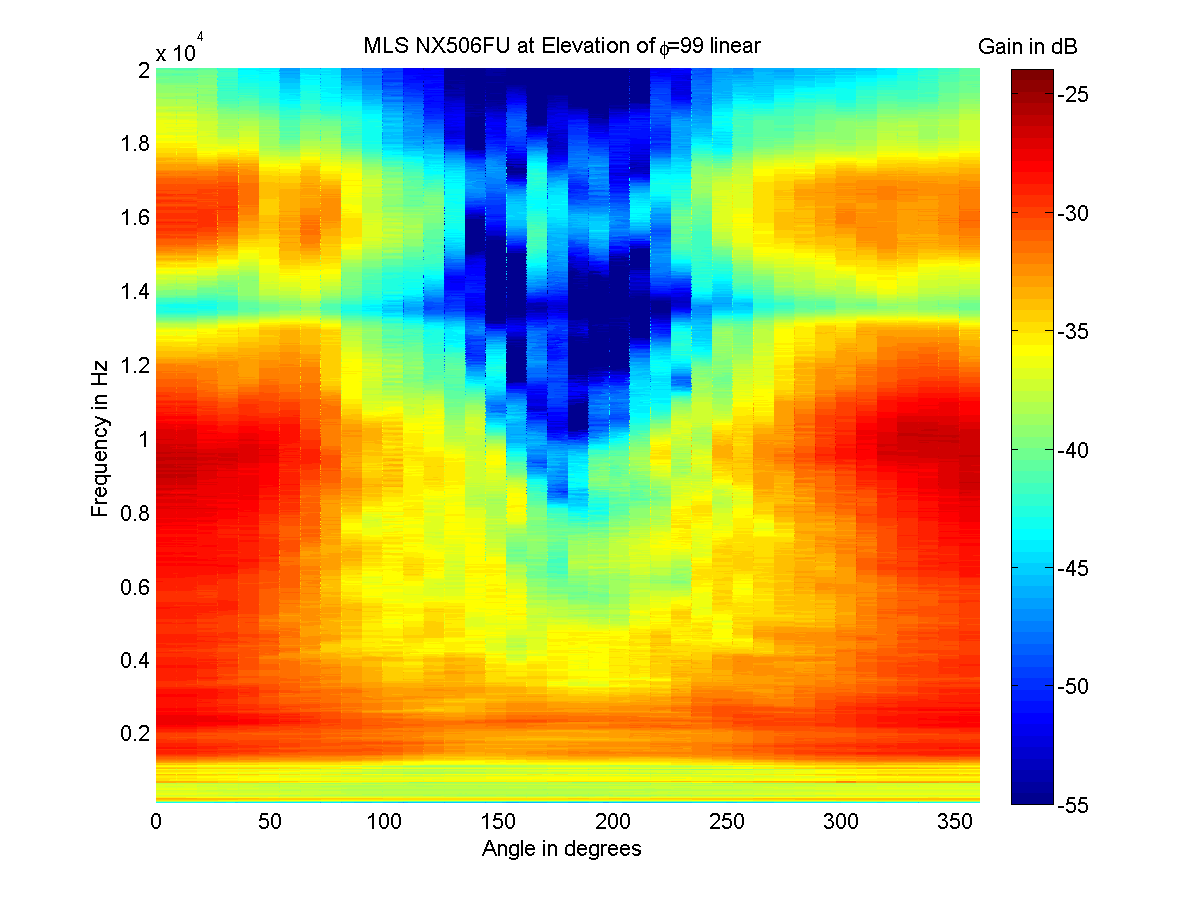 MLS NX506FU at Elevation of ϕ=99 linear
Gain in dB
x 10^4
2
1.8
1.6
1.4
1.2
1
0.8
0.6
0.4
0.2
Frequency in Hz
0 50 100 150 200 250 300 350
Angle in degrees
-25
-30
-35
-40
-45
-50
-55